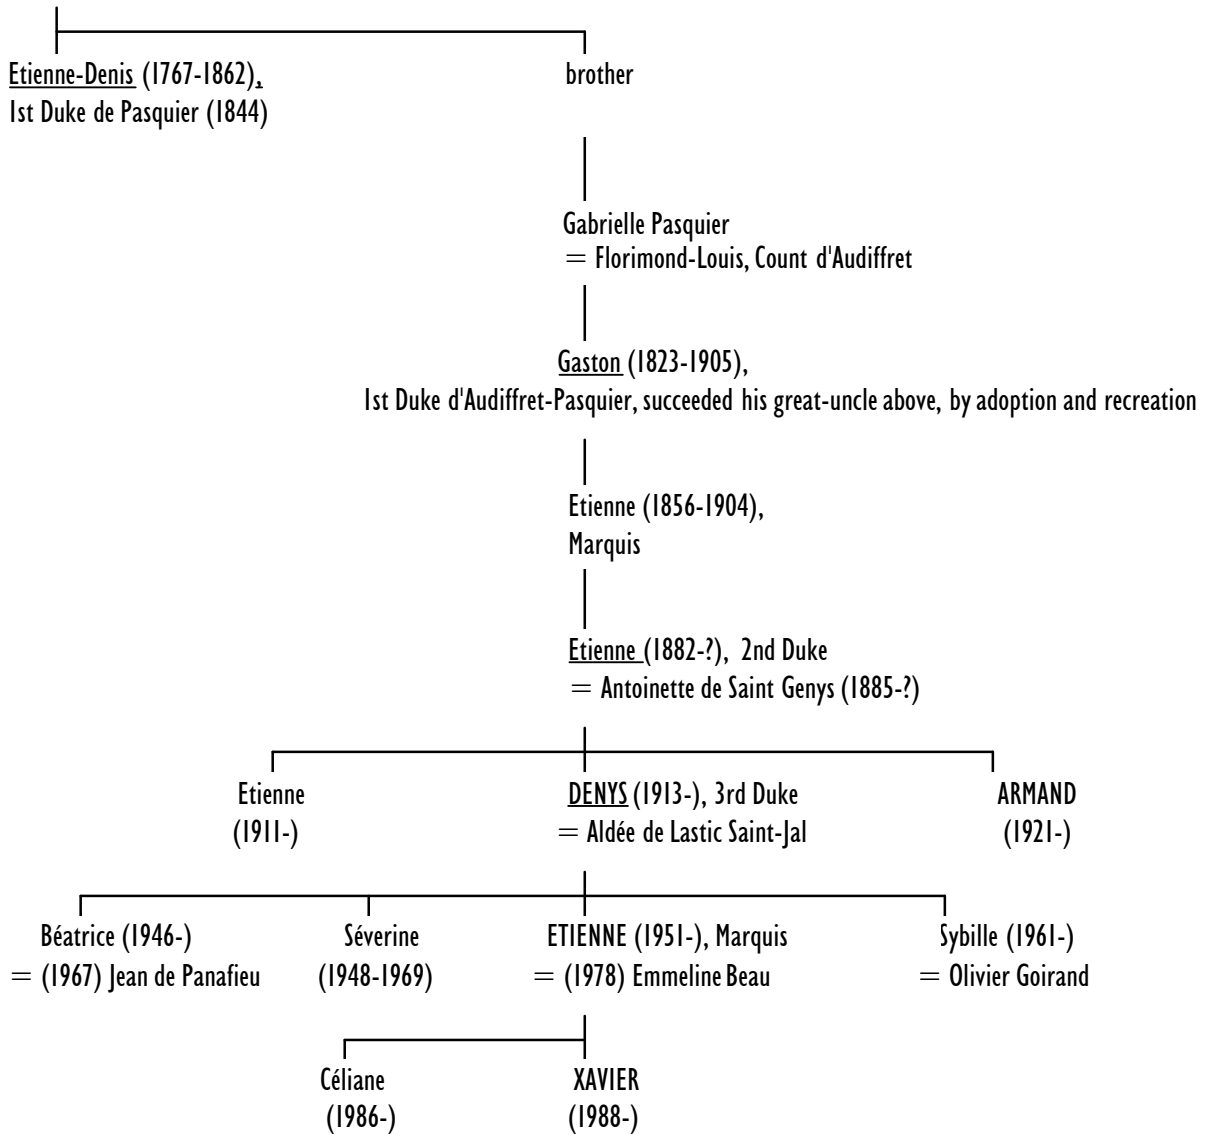 Etienne-Denis (1767-1862),
1st Duke de Pasquier (1844)
brother
Gabrielle Pasquier
= Florimond-Louis, Count d'Audiffret
Gaston (1823-1905),
1st Duke d'Audiffret-Pasquier, succeeded his great-uncle above, by adoption and recreation
Etienne (1856-1904),
Marquis
Etienne (1882-?), 2nd Duke
= Antoinette de Saint Genys (1885-?)
Etienne
(1911-)
DENYS (1913-), 3rd Duke
= Aldée de Lastic Saint-Jal
ARMAND
(1921-)
Béatrice (1946-)
= (1967) Jean de Panafieu
Séverine
(1948-1969)
ETIENNE (1951-), Marquis
= (1978) Emmeline Beau
Sybille (1961-)
= Olivier Goirand
Céliane
(1986-)
XAVIER
(1988-)